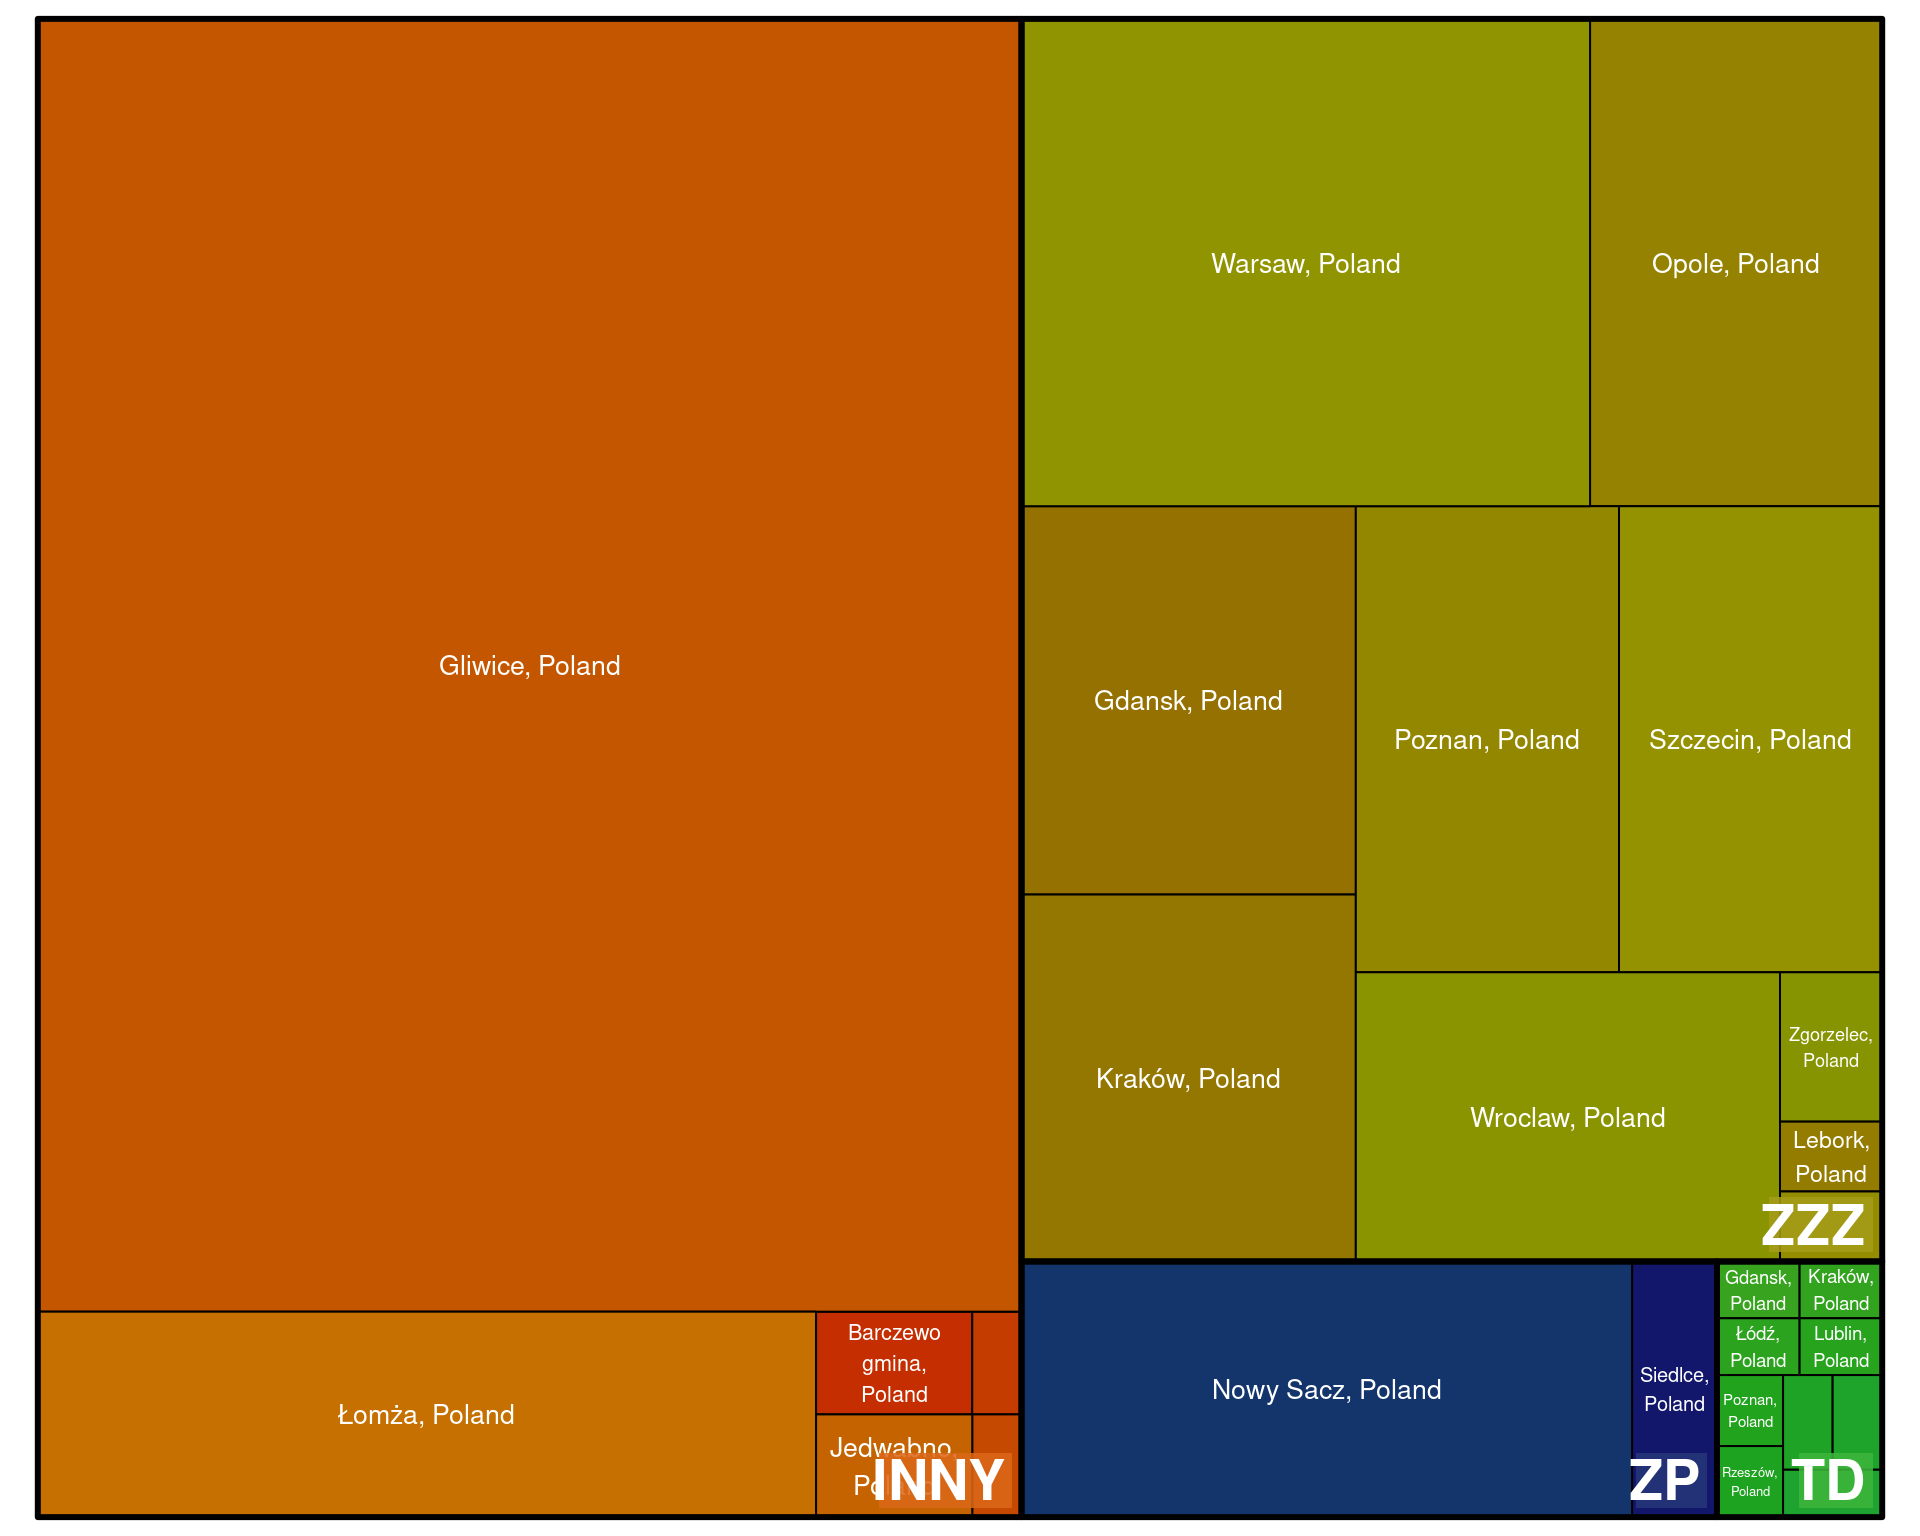 Gliwice, Poland
Łomża, Poland
Barczewo
gmina,
Poland
Jedwabno,
INNY
Warsaw, Poland
Opole, Poland
Gdansk, Poland
Poznan, Poland
Szczecin, Poland
Kraków, Poland
Wroclaw, Poland
Zgorzelec,
Poland
Lebork,
Poland
ZZZ
Nowy Sacz, Poland
Siedlce,
Poland
ZP
Gdansk,
Poland
Kraków,
Poland
Łódź,
Poland
Lublin,
Poland
Poznan,
Poland
Rzeszów,
Poland
TD